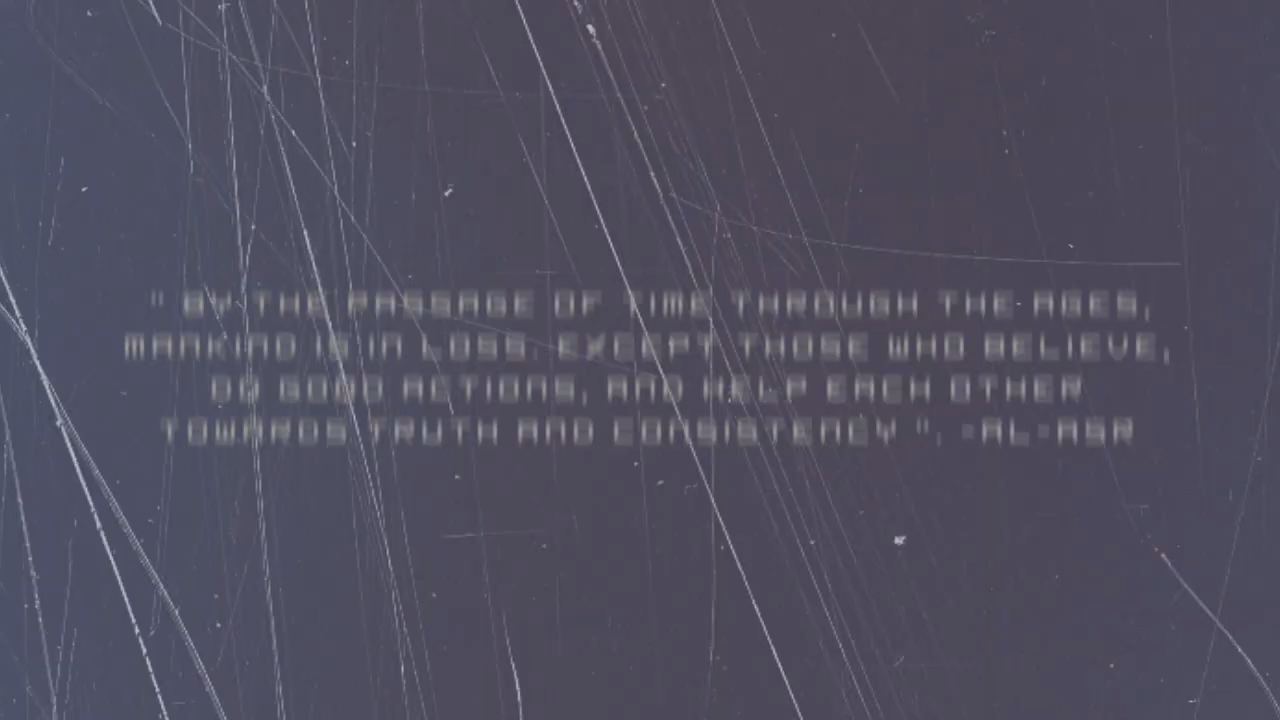 " BY THE PASSAGE OF TIME THROUGH THE AGES,
MANKIND IS IN LOSS. EXCEPT THOSE WHO BELIEVE,
DO GOOD ACTIONS, AND HELP EACH OTHER
TOWARDS TRUTH AND CONSISTENCY ". -AL-ASR